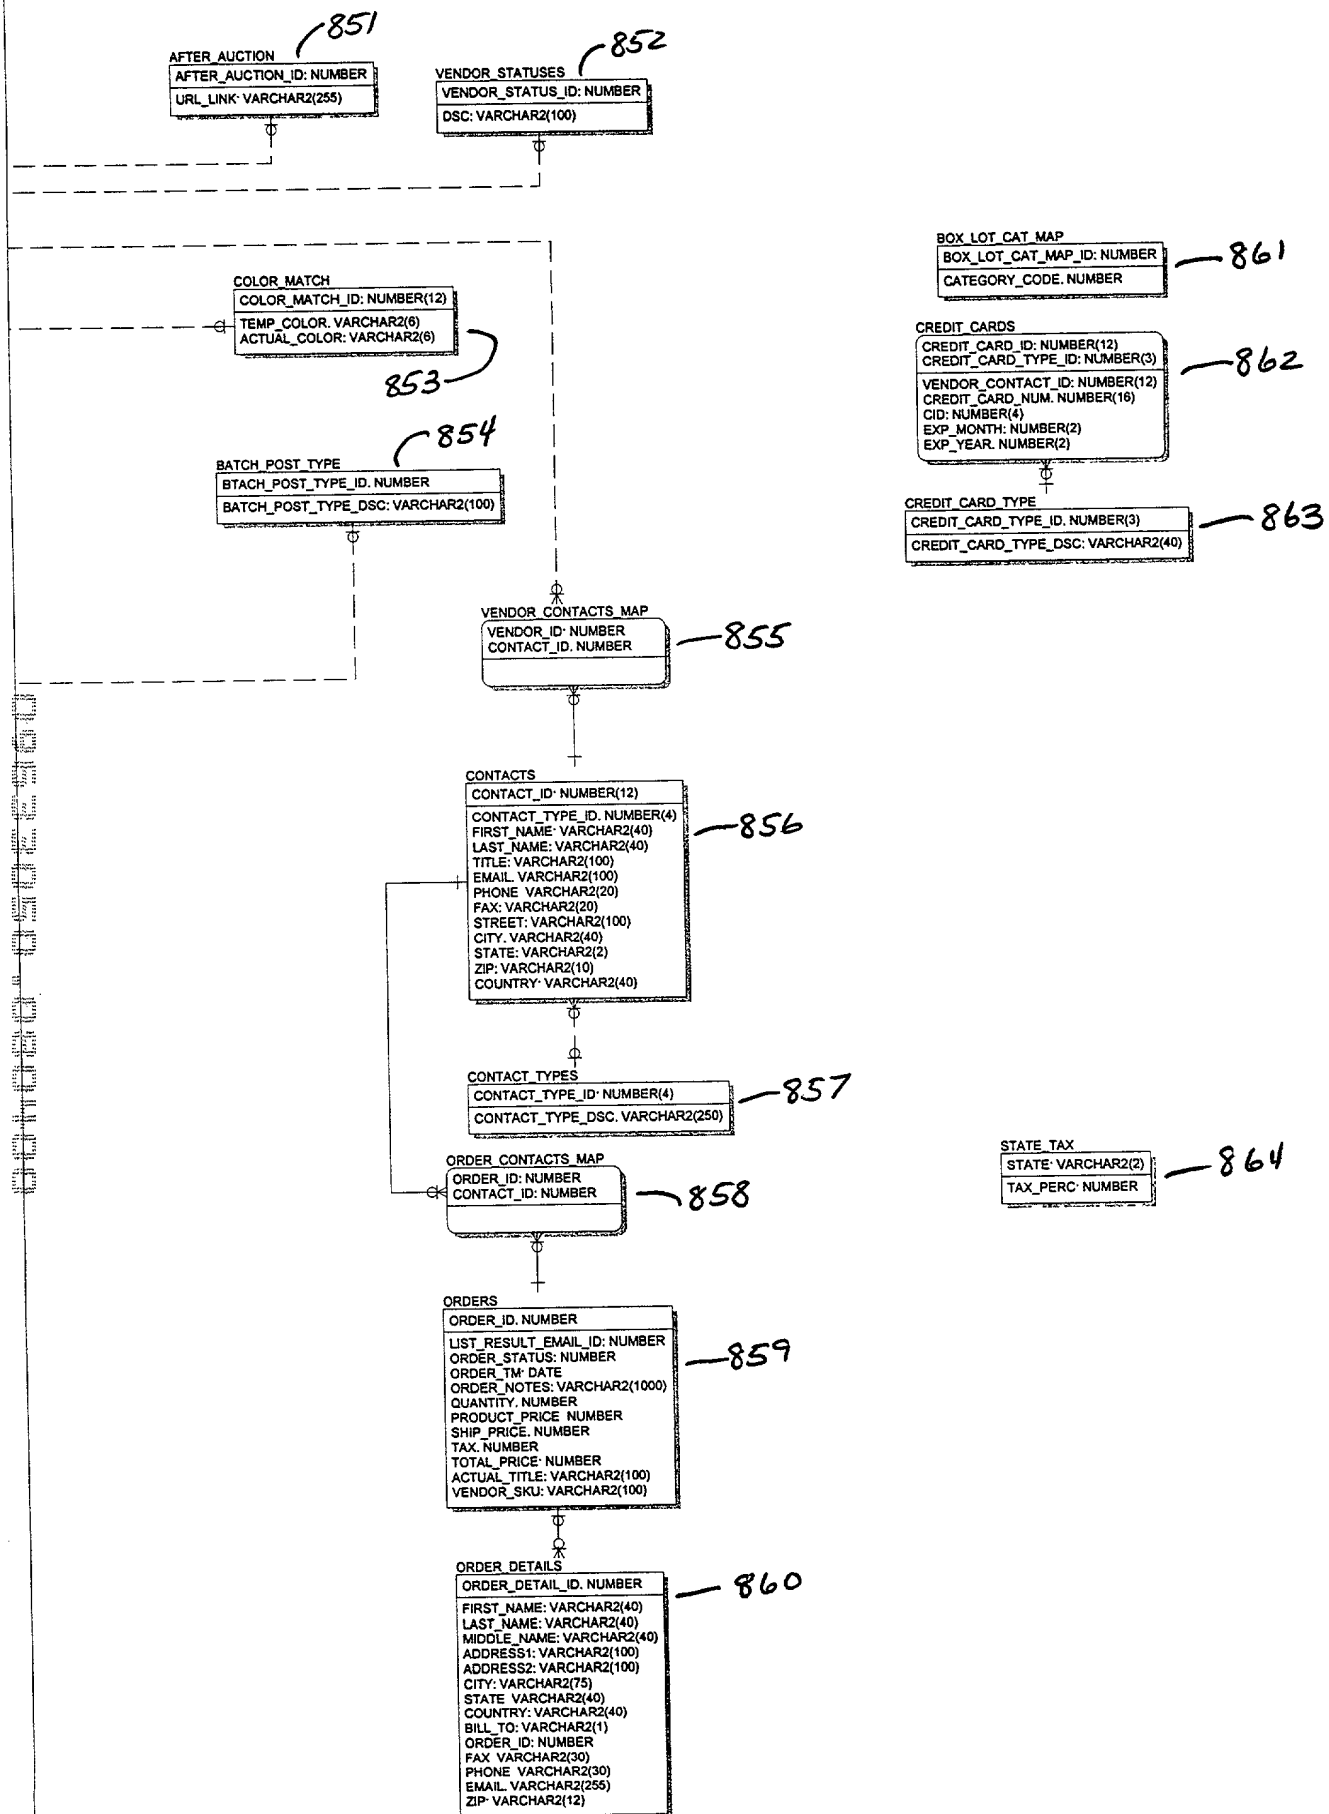 851
AFTER_AUCTION
AFTER_AUCTION_ID: NUMBER
URL_LINK· VARCHAR2(255)
852
VENDOR_STATUSES
VENDOR_STATUS_ID: NUMBER
DSC: VARCHAR2(100)
BOX_LOT_CAT_MAP
BOX_LOT_CAT_MAP_ID: NUMBER
CATEGORY_CODE. NUMBER
861
COLOR_MATCH
COLOR_MATCH_ID: NUMBER(12)
TEMP_COLOR. VARCHAR2(6)
ACTUAL_COLOR: VARCHAR2(6)
853
CREDIT_CARDS
CREDIT_CARD_ID: NUMBER(12)
CREDIT_CARD_TYPE_ID: NUMBER(3)
VENDOR_CONTACT_ID: NUMBER(12)
CREDIT_CARD_NUM. NUMBER(16)
CID: NUMBER(4)
EXP_MONTH: NUMBER(2)
EXP_YEAR. NUMBER(2)
862
854
BATCH_POST_TYPE
BTACH_POST_TYPE_ID. NUMBER
BATCH_POST_TYPE_DSC: VARCHAR2(100)
CREDIT_CARD_TYPE
CREDIT_CARD_TYPE_ID. NUMBER(3)
CREDIT_CARD_TYPE_DSC: VARCHAR2(40)
863
VENDOR_CONTACTS_MAP
VENDOR_ID· NUMBER
CONTACT_ID. NUMBER
855
CONTACTS
CONTACT_ID· NUMBER(12)
CONTACT_TYPE_ID. NUMBER(4)
FIRST_NAME· VARCHAR2(40)
LAST_NAME: VARCHAR2(40)
TITLE: VARCHAR2(100)
EMAIL. VARCHAR2(100)
PHONE VARCHAR2(20)
FAX: VARCHAR2(20)
STREET: VARCHAR2(100)
CITY. VARCHAR2(40)
STATE: VARCHAR2(2)
ZIP: VARCHAR2(10)
COUNTRY· VARCHAR2(40)
856
CONTACT_TYPES
CONTACT_TYPE_ID· NUMBER(4)
CONTACT_TYPE_DSC. VARCHAR2(250)
857
ORDER_CONTACTS_MAP
ORDER_ID: NUMBER
CONTACT_ID: NUMBER
858
STATE_TAX
STATE· VARCHAR2(2)
TAX_PERC· NUMBER
864
ORDERS
ORDER_ID. NUMBER
LIST_RESULT_EMAIL_ID: NUMBER
ORDER_STATUS: NUMBER
ORDER_TM· DATE
ORDER_NOTES: VARCHAR2(1000)
QUANTITY. NUMBER
PRODUCT_PRICE NUMBER
SHIP_PRICE. NUMBER
TAX. NUMBER
TOTAL_PRICE· NUMBER
ACTUAL_TITLE: VARCHAR2(100)
VENDOR_SKU: VARCHAR2(100)
859
ORDER_DETAILS
ORDER_DETAIL_ID. NUMBER
FIRST_NAME: VARCHAR2(40)
LAST_NAME: VARCHAR2(40)
MIDDLE_NAME: VARCHAR2(40)
ADDRESS1: VARCHAR2(100)
ADDRESS2: VARCHAR2(100)
CITY: VARCHAR2(75)
STATE VARCHAR2(40)
COUNTRY: VARCHAR2(40)
BILL_TO: VARCHAR2(1)
ORDER_ID: NUMBER
FAX VARCHAR2(30)
PHONE VARCHAR2(30)
EMAIL. VARCHAR2(255)
ZIP· VARCHAR2(12)
860